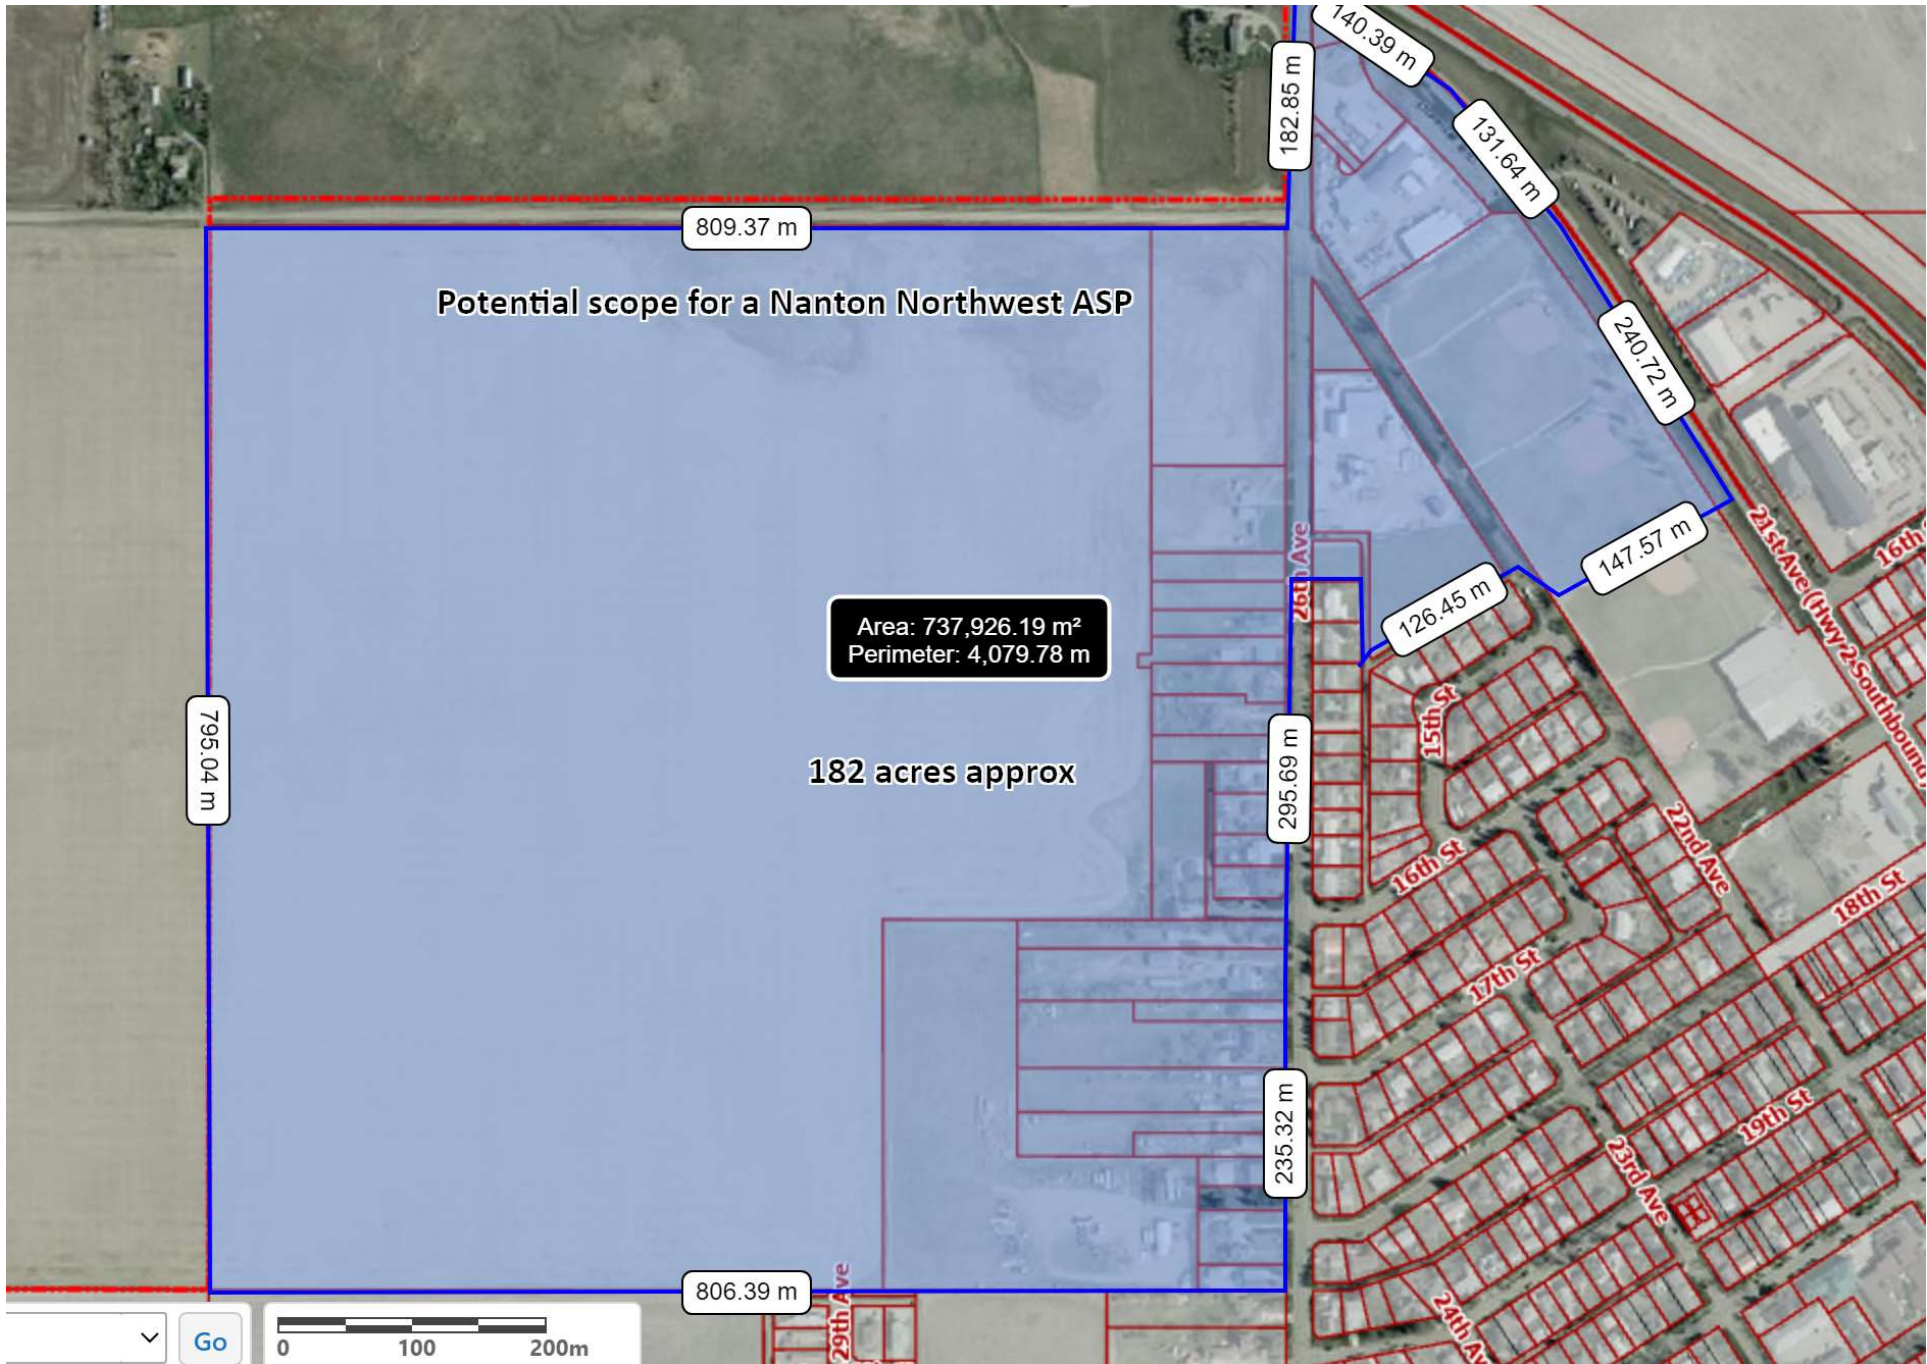 140.39 m
182.85 m
131.64 m
809.37 m
Potential scope for a Nanton Northwest ASP
240.72 m
147.57 m
21st Ave (Hwy 2 Southbound)
16th
26th Ave
126.45 m
Area: 737,926.19 m²
Perimeter: 4,079.78 m
15th St
795.04 m
182 acres approx
295.69 m
16th St
22nd Ave
18th St
17th St
235.32 m
19th St
23rd Ave
806.39 m
29th Ave
24th Av
Go
0 100 200m